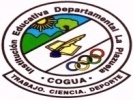 Institución Educativa Departamental La Plazuela
·COGUA·
TRABAJO. CIENCIA. DEPORTE